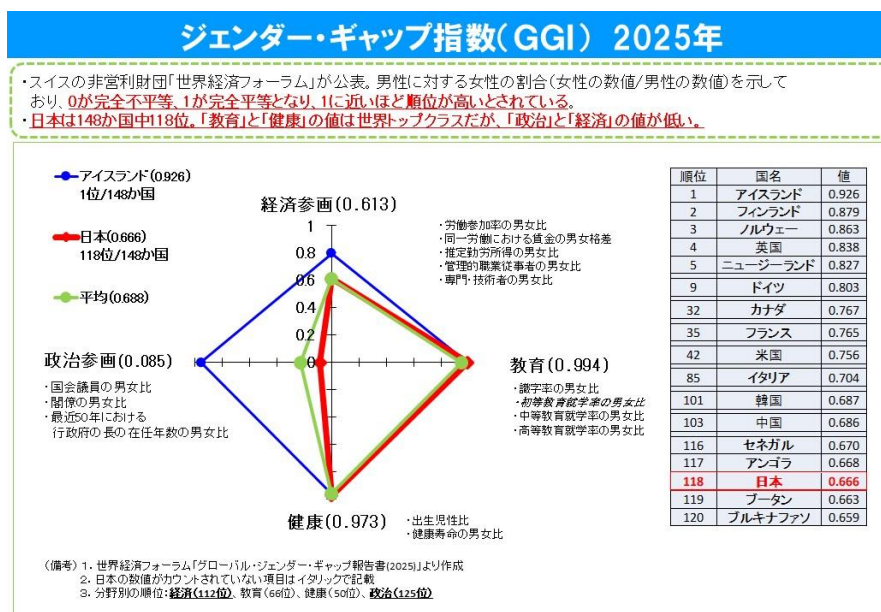 ジェンダー・ギャップ指数(GGI) 2025年
・スイスの非営利財団「世界経済フォーラム」が公表。男性に対する女性の割合(女性の数値/男性の数値)を示して
おり、0が完全不平等、1が完全平等となり、1に近いほど順位が高いとされている。
・日本は148か国中118位。「教育」と「健康」の値は世界トップクラスだが、「政治」と「経済」の値が低い。
アイスランド(0.926)
1位/148か国
日本(0.666)
118位/148か国
平均(0.688)
経済参画(0.613)
・労働参加率の男女比
・同一労働における賃金の男女格差
・推定勤労所得の男女比
・管理的職業従事者の男女比
・専門・技術者の男女比
1
0.8
0.6
0.4
0.2
0
政治参画(0.085)
・国会議員の男女比
・閣僚の男女比
・最近50年における
行政府の長の在任年数の男女比
教育(0.994)
・識字率の男女比
・初等教育就学率の男女比
・中等教育就学率の男女比
・高等教育就学率の男女比
健康(0.973)
・出生児性比
・健康寿命の男女比
順位 国名 値
1 アイスランド 0.926
2 フィンランド 0.879
3 ノルウェー 0.863
4 英国 0.838
5 ニュージーランド 0.827
9 ドイツ 0.803
32 カナダ 0.767
35 フランス 0.765
42 米国 0.756
85 イタリア 0.704
101 韓国 0.687
103 中国 0.686
116 セネガル 0.670
117 アンゴラ 0.668
118 日本 0.666
119 ブータン 0.663
120 ブルキナファソ 0.659
(備考) 1. 世界経済フォーラム「グローバル・ジェンダー・ギャップ報告書(2025)」より作成
2. 日本の数値がカウントされていない項目はイタリックで記載
3. 分野別の順位:経済(112位)、教育(66位)、健康(50位)、政治(125位)